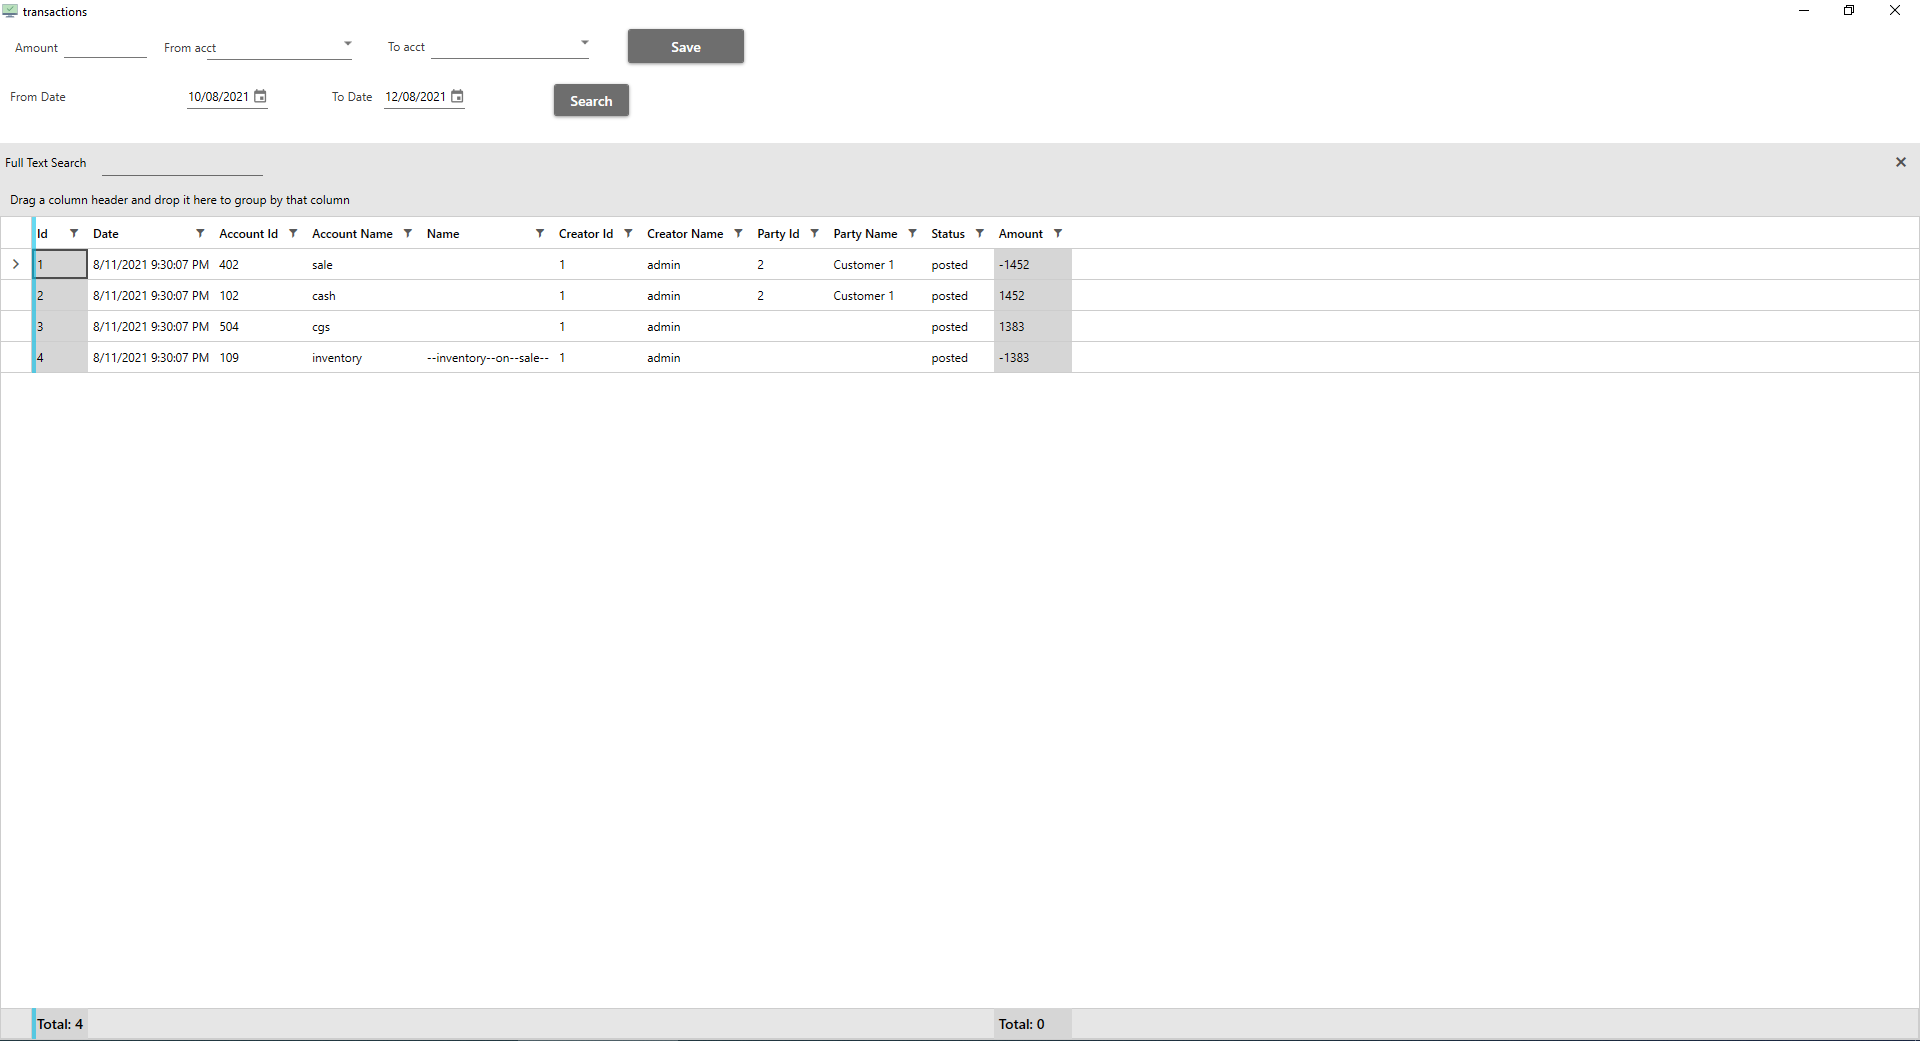 transactions
Amount From acct To acct Save
From Date 10/08/2021 To Date 12/08/2021 Search
Full Text Search
Drag a column header and drop it here to group by that column
Id Date Account Id Account Name Name Creator Id Creator Name Party Id Party Name Status Amount
1 8/11/2021 9:30:07 PM 402 sale 1 admin 2 Customer 1 posted -1452
2 8/11/2021 9:30:07 PM 102 cash 1 admin 2 Customer 1 posted 1452
3 8/11/2021 9:30:07 PM 504 cgs 1 admin posted 1383
4 8/11/2021 9:30:07 PM 109 inventory --inventory--on--sale-- 1 admin posted -1383
Total: 4 Total: 0